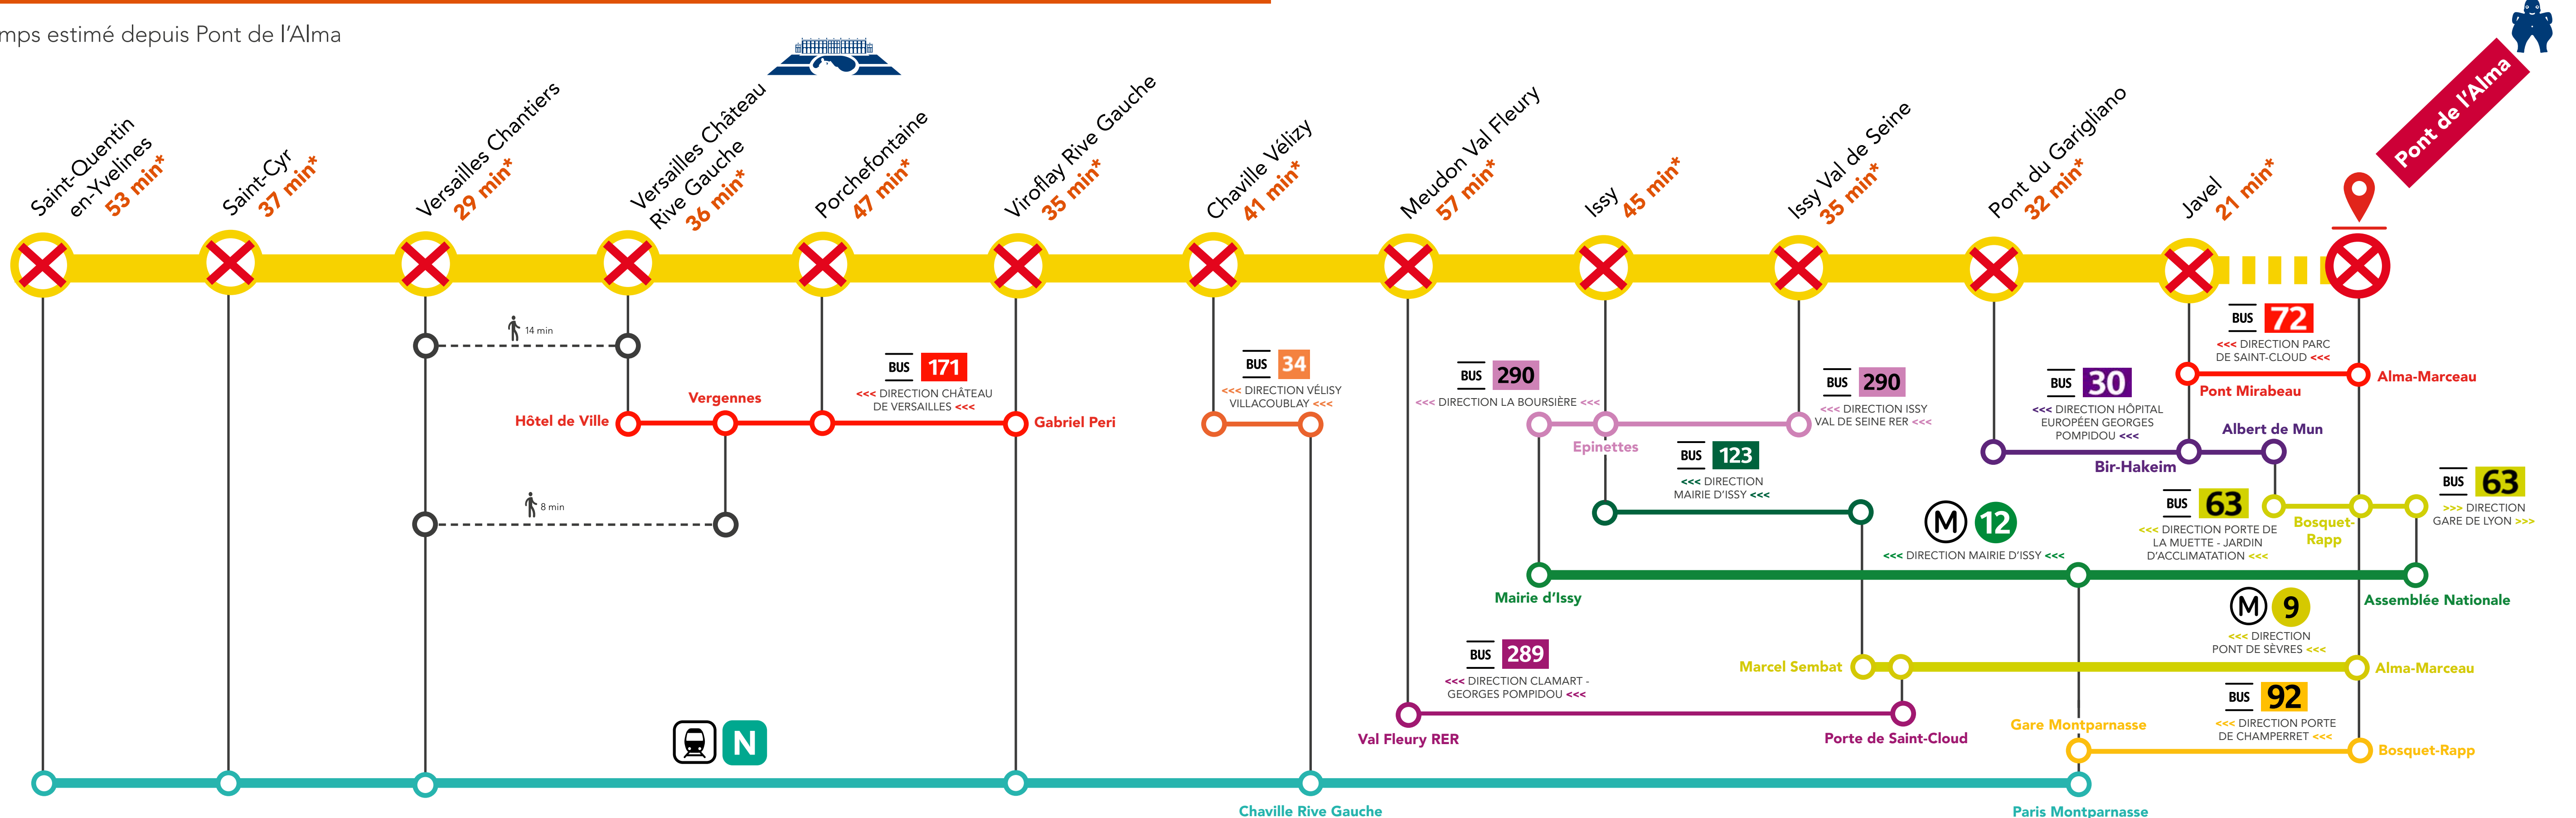 mps estimé depuis Pont de l'Alma
Saint-Quentin
en-Yvelines
53 min*
Saint-Cyr
37 min*
Versailles Chantiers
29 min*
Versailles Château
Rive Gauche
36 min*
Porchefontaine
47 min*
Viroflay Rive Gauche
35 min*
Chaville Vélizy
41 min*
Meudon Val Fleury
57 min*
Issy
45 min*
Issy Val de Seine
35 min*
Pont du Garigliano
32 min*
Javel
21 min*
Pont de l'Alma
14 min
BUS 72
<<< DIRECTION PARC
DE SAINT-CLOUD <<<
Pont Mirabeau
Alma-Marceau
BUS 171
<<< DIRECTION CHÂTEAU
DE VERSAILLES <<<
Hôtel de Ville
Vergennes
Gabriel Peri
BUS 34
<<< DIRECTION VÉLISY
VILLACOUBLAY <<<
BUS 290
<<< DIRECTION LA BOURSIÈRE <<<
Epinettes
BUS 290
<<< DIRECTION ISSY
VAL DE SEINE RER <<<
BUS 30
<<< DIRECTION HÔPITAL
EUROPÉEN GEORGES
POMPIDOU <<<
Bir-Hakeim
Albert de Mun
BUS 123
<<< DIRECTION
MAIRIE D'ISSY <<<
8 min
M 12
<<< DIRECTION MAIRIE D'ISSY <<<
BUS 63
<<< DIRECTION PORTE DE
LA MUETTE - JARDIN
D'ACCLIMATATION <<<
Bosquet-
Rapp
BUS 63
>>> DIRECTION
GARE DE LYON >>>
Mairie d'Issy
Assemblée Nationale
M 9
<<< DIRECTION
PONT DE SÈVRES <<<
Marcel Sembat
Alma-Marceau
BUS 289
<<< DIRECTION CLAMART -
GEORGES POMPIDOU <<<
Val Fleury RER
Porte de Saint-Cloud
BUS 92
<<< DIRECTION PORTE
DE CHAMPERRET <<<
Gare Montparnasse
Bosquet-Rapp
N
Chaville Rive Gauche
Paris Montparnasse